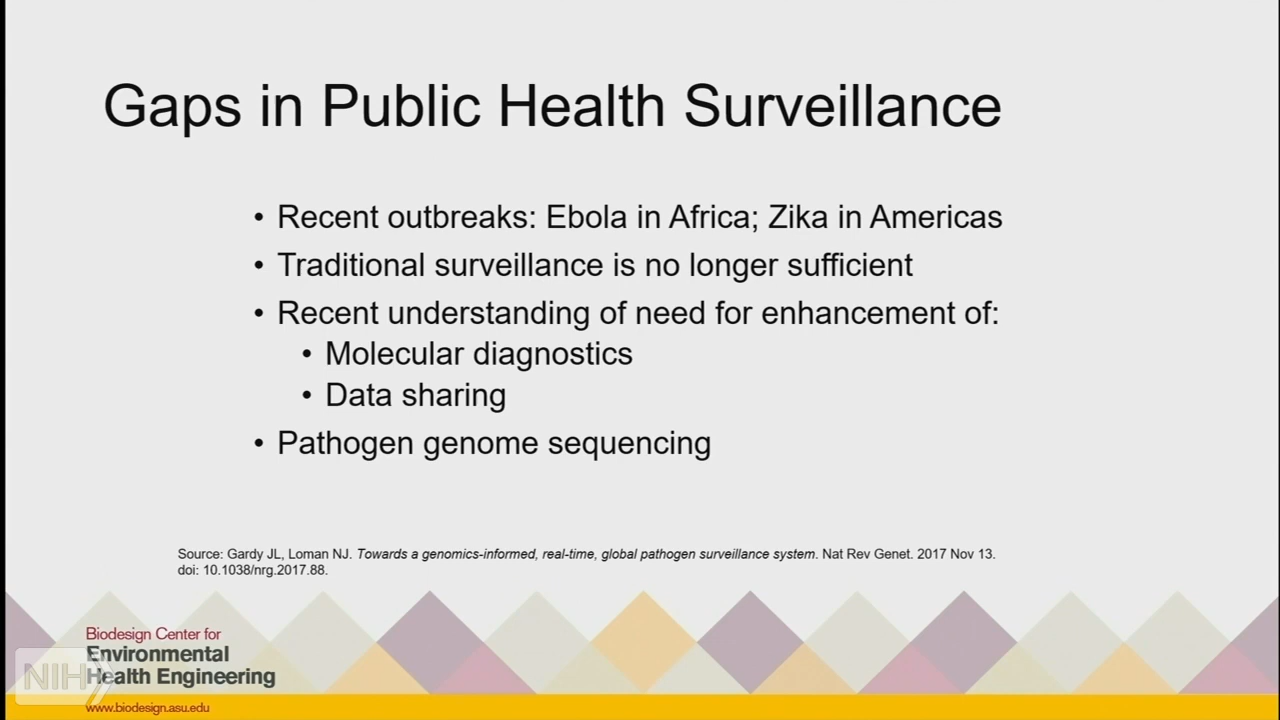 Gaps in Public Health Surveillance
• Recent outbreaks: Ebola in Africa; Zika in Americas
• Traditional surveillance is no longer sufficient
• Recent understanding of need for enhancement of:
• Molecular diagnostics
• Data sharing
• Pathogen genome sequencing
Source: Gardy JL, Loman NJ. Towards a genomics-informed, real-time, global pathogen surveillance system. Nat Rev Genet. 2017 Nov 13.
doi: 10.1038/nrg.2017.88.
Biodesign Center for
Environmental
Health Engineering
NIH
www.biodesign.asu.edu